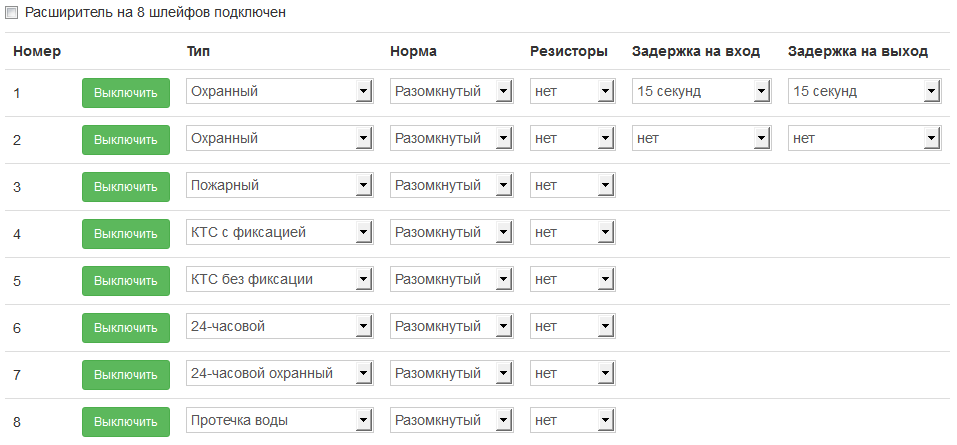 Расширитель на 8 шлейфов подключен
Номер Тип Норма Резисторы Задержка на вход Задержка на выход
1 Выключить Охранный Разомкнутый нет 15 секунд 15 секунд
2 Выключить Охранный Разомкнутый нет нет нет
3 Выключить Пожарный Разомкнутый нет
4 Выключить КТС с фиксацией Разомкнутый нет
5 Выключить КТС без фиксации Разомкнутый нет
6 Выключить 24-часовой Разомкнутый нет
7 Выключить 24-часовой охранный Разомкнутый нет
8 Выключить Протечка воды Разомкнутый нет